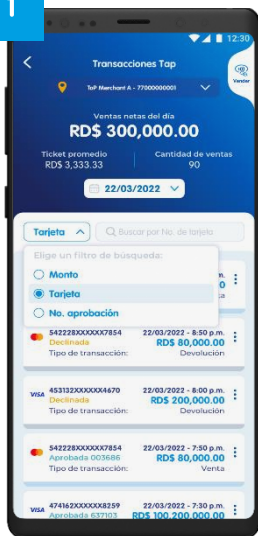 1
12:30
Transacciones Tap
Vender
ToP Merchant A - 77000000001
Ventas netas del día
RD$ 300,000.00
Ticket promedio
RD$ 3,333.33
Cantidad de ventas
90
22/03/2022
Tarjeta
Buscar por No. de tarjeta
Elige un filtro de búsqueda:
Monto
Tarjeta
No. aprobación
542228XXXXXX7854 22/03/2022 - 8:50 p.m.
Declinada RD$ 80,000.00
Tipo de transacción: Devolución
VISA 453132XXXXXX4670 22/03/2022 - 8:00 p.m.
Declinada RD$ 200,000.00
Tipo de transacción: Devolución
542228XXXXXX7854 22/03/2022 - 7:50 p.m.
Aprobada 003686 RD$ 80,000.00
Tipo de transacción: Venta
VISA 474162XXXXXX8259 22/03/2022 - 7:30 p.m.
Aprobada 637103 RD$ 100,200,000.00